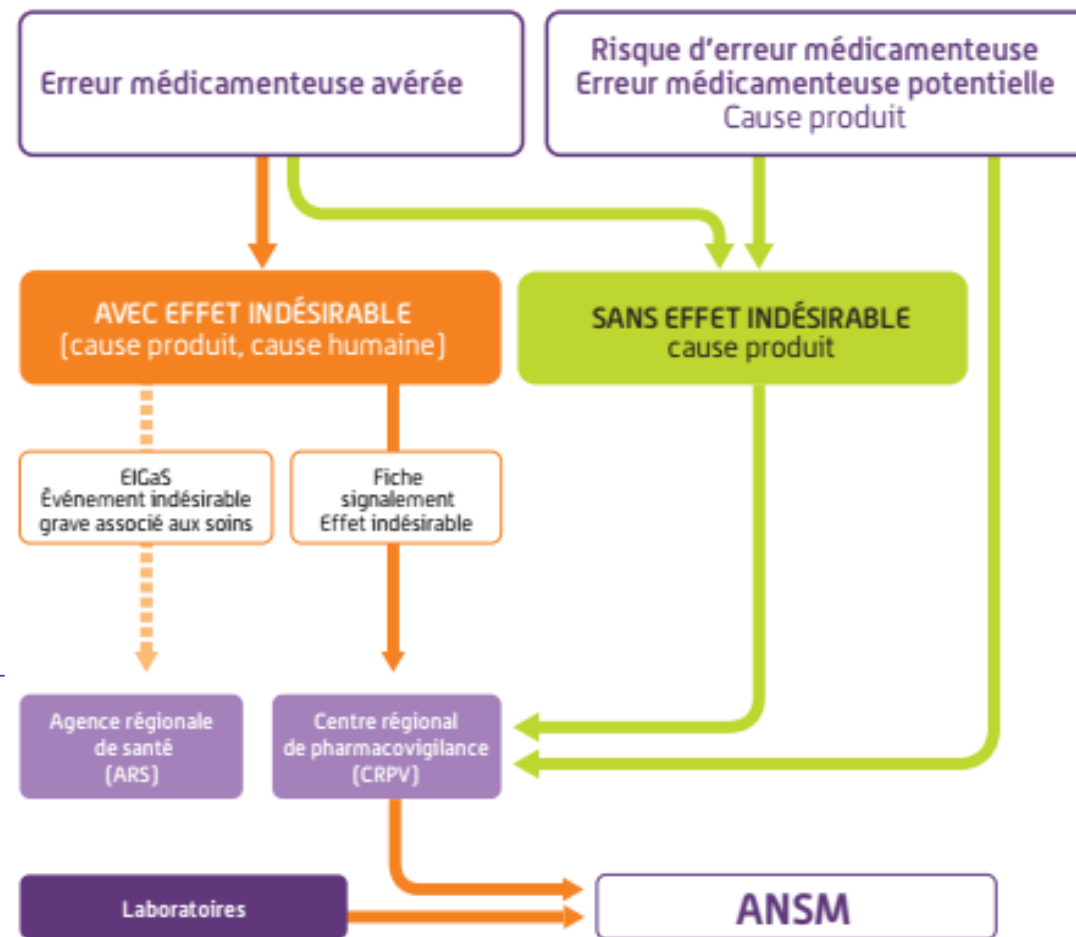 Erreur médicamenteuse avérée
Risque d'erreur médicamenteuse
Erreur médicamenteuse potentielle
Cause produit
AVEC EFFET INDÉSIRABLE
(cause produit, cause humaine)
SANS EFFET INDÉSIRABLE
cause produit
EIGaS
Événement indésirable
grave associé aux soins
Fiche
signalement
Effet indésirable
Agence régionale
de santé
(ARS)
Centre régional
de pharmacovigilance
(CRPV)
Laboratoires
ANSM